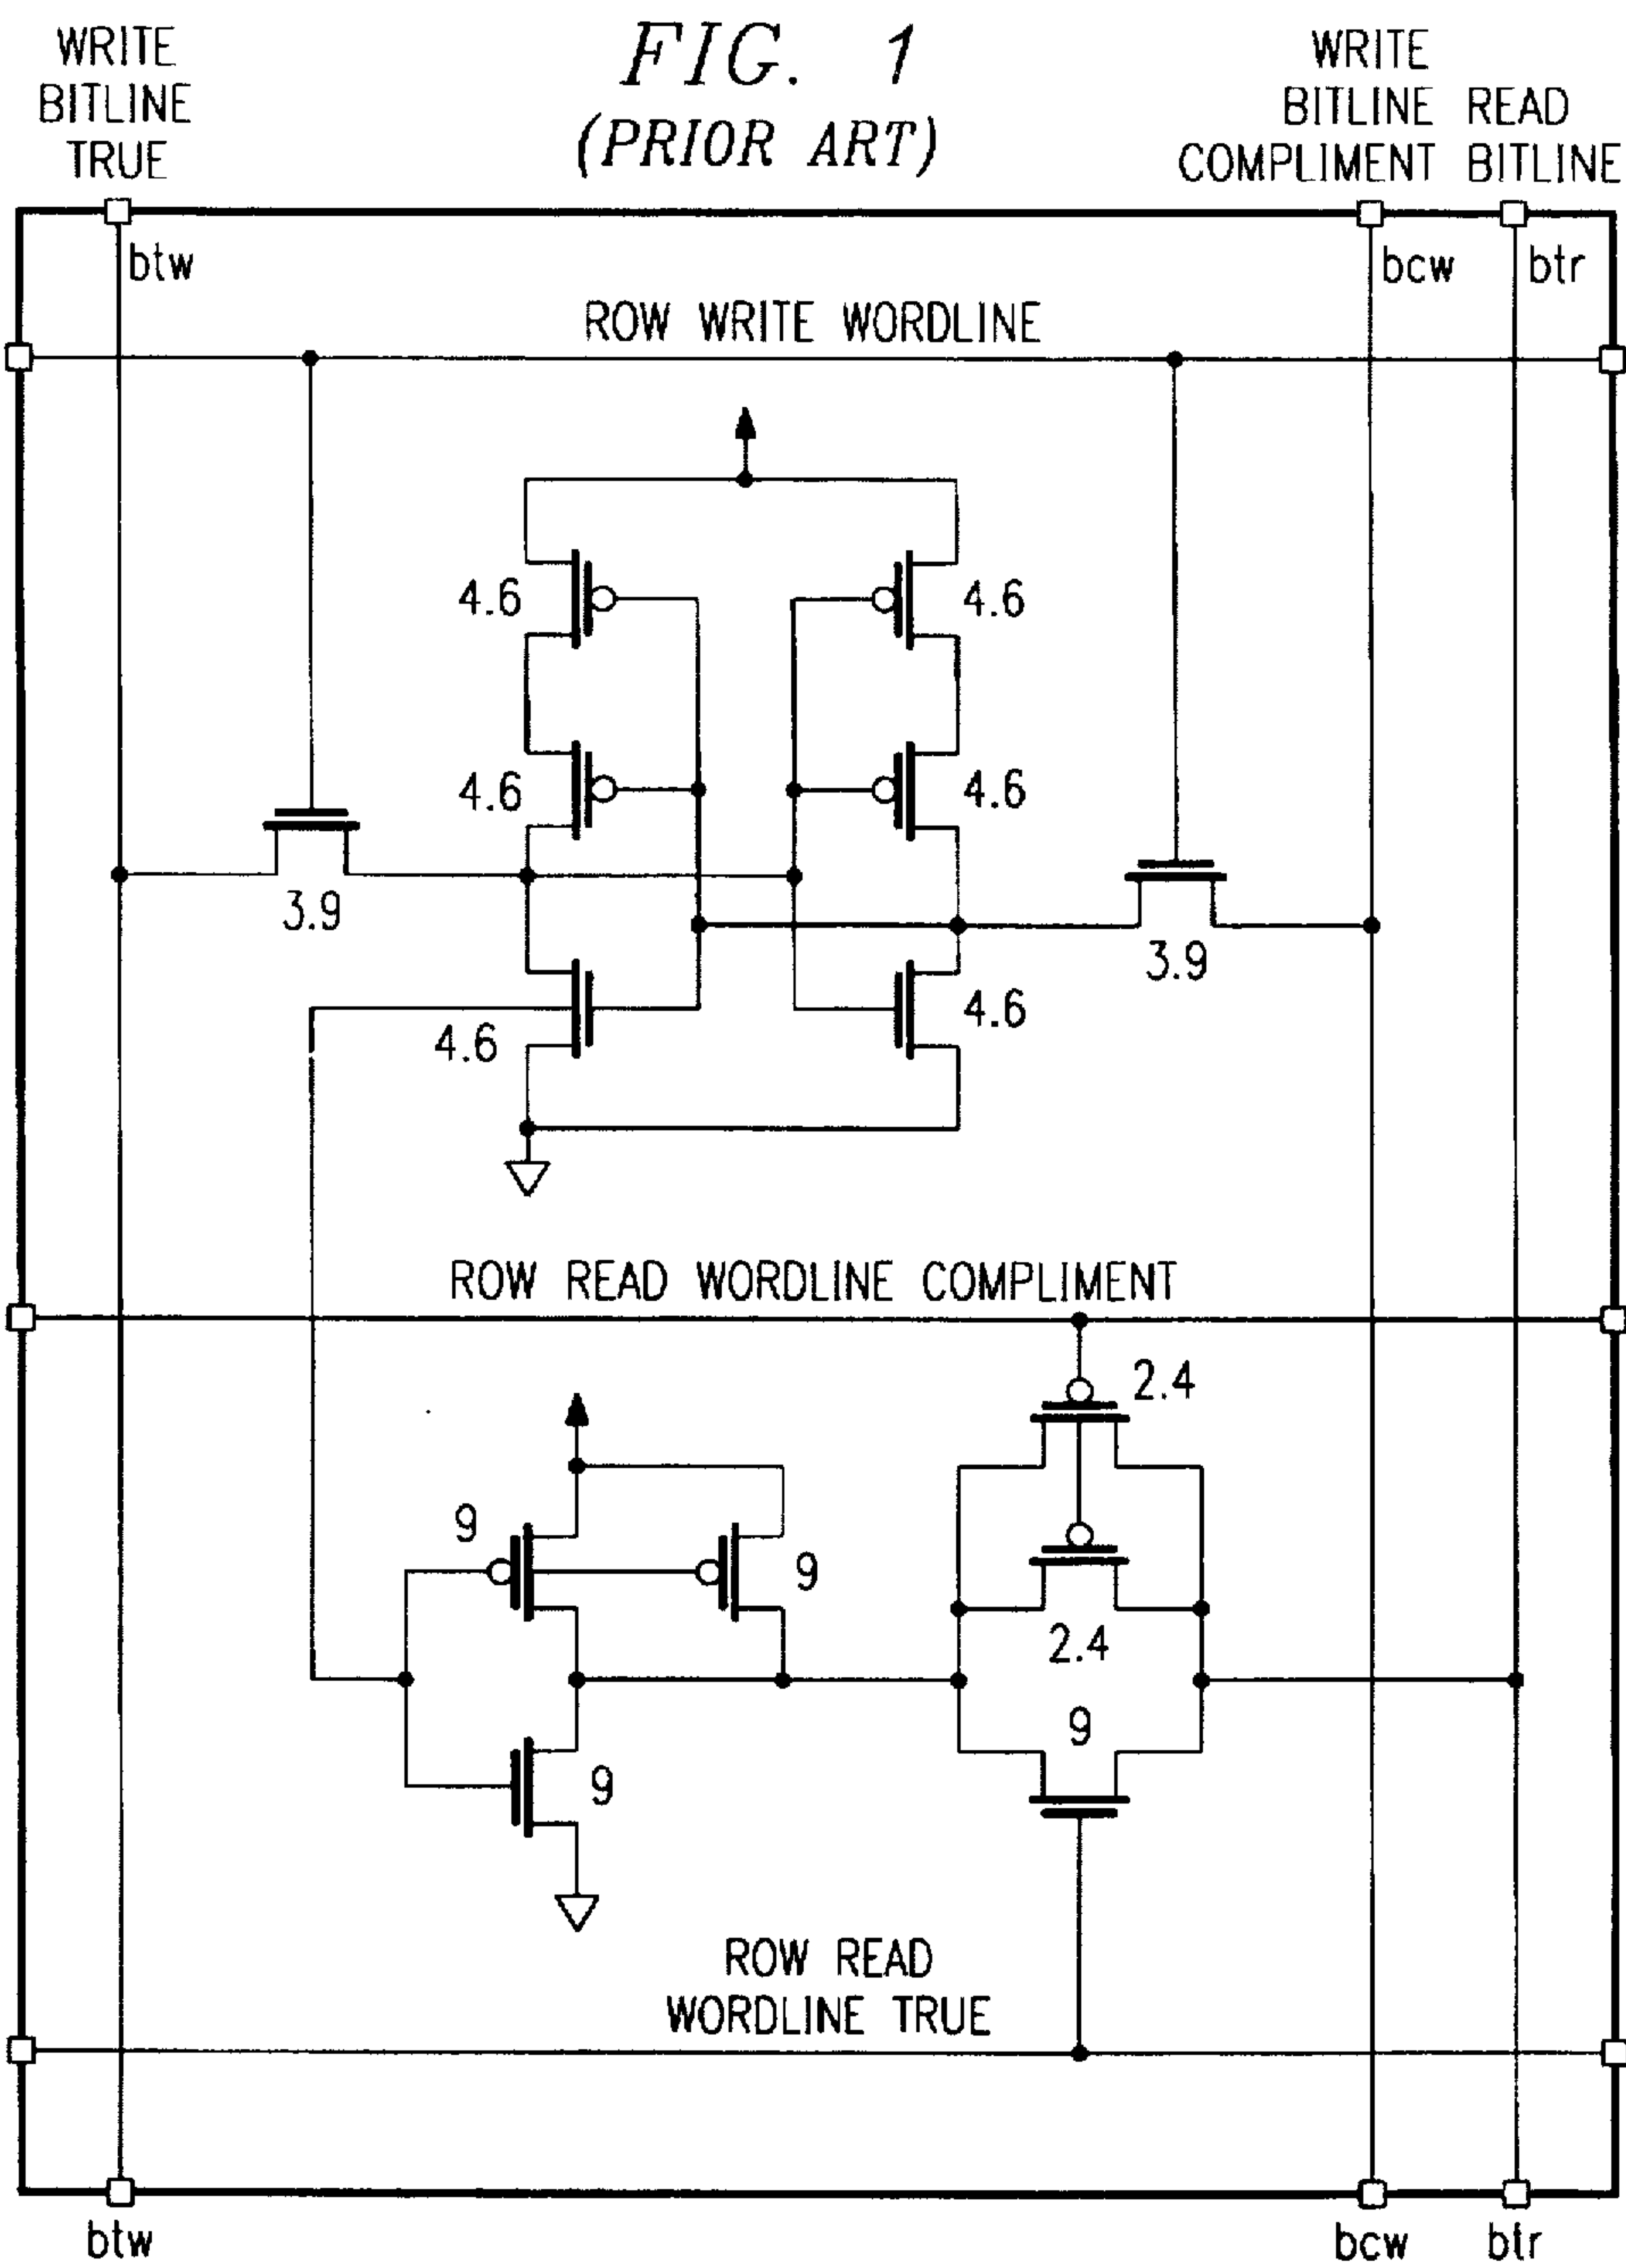 FIG. 1
(PRIOR ART)
WRITE
BITLINE
TRUE
WRITE
BITLINE READ
COMPLIMENT BITLINE
btw
bcw
btr
ROW WRITE WORDLINE
4.6
4.6
4.6
4.6
3.9
3.9
4.6
4.6
ROW READ WORDLINE COMPLIMENT
2.4
9
9
2.4
9
9
ROW READ
WORDLINE TRUE
btw
bcw
btr